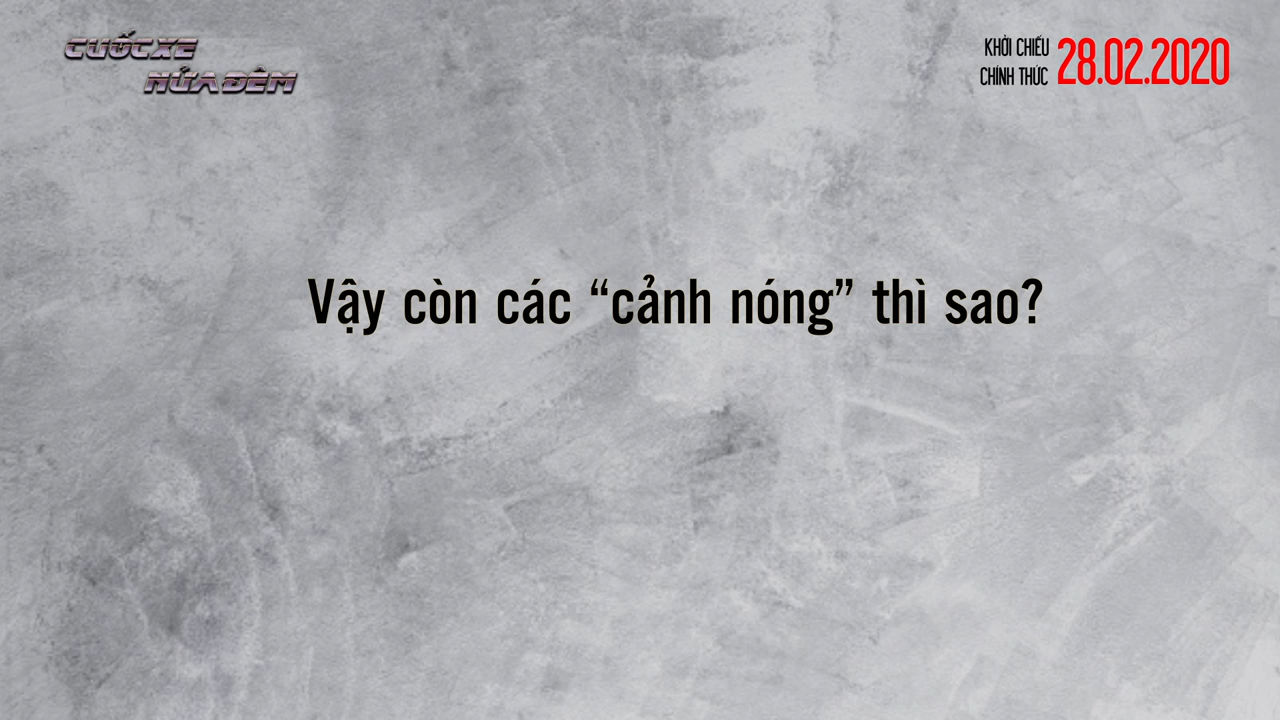 CUỐC XE
NỬA ĐÊM
KHỞI CHIẾU
CHÍNH THỨC
28.02.2020
Vậy còn các “cảnh nóng” thì sao?